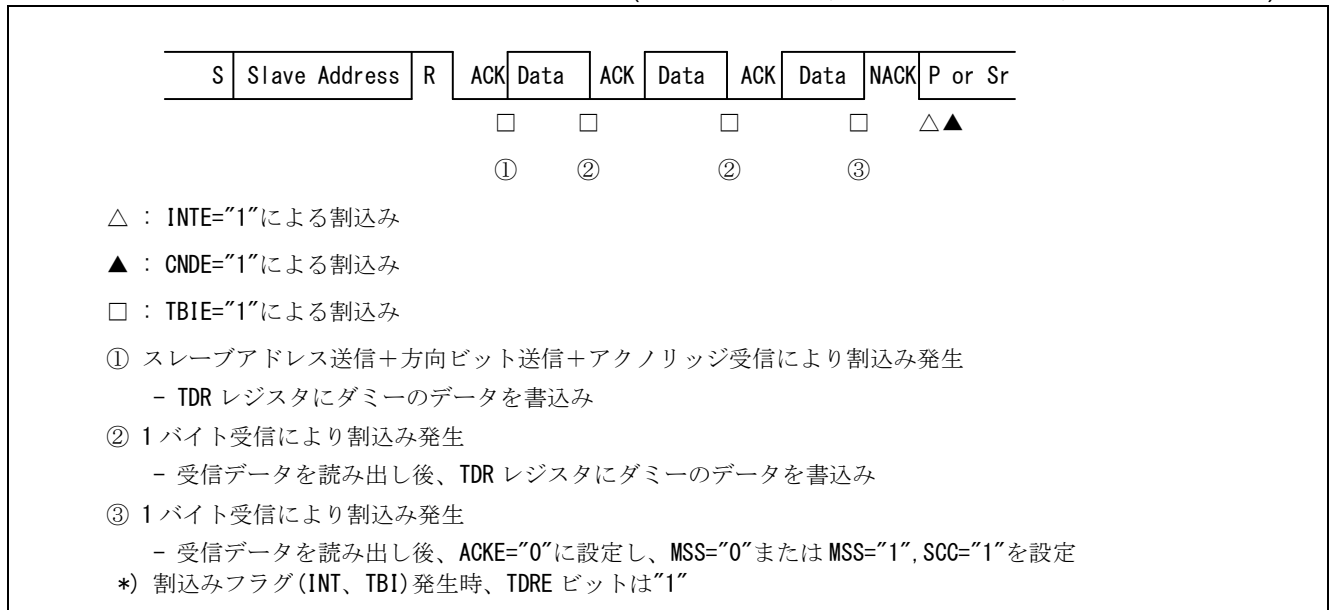 S Slave Address R ACK Data ACK Data ACK Data NACK P or Sr
□ □ □ □ △▲
① ② ② ③
△ : INTE="1"による割込み
▲ : CNDE="1"による割込み
□ : TBIE="1"による割込み
① スレーブアドレス送信＋方向ビット送信＋アクノリッジ受信により割込み発生
- TDR レジスタにダミーのデータを書込み
② 1 バイト受信により割込み発生
- 受信データを読み出し後、TDR レジスタにダミーのデータを書込み
③ 1 バイト受信により割込み発生
- 受信データを読み出し後、ACKE="0"に設定し、MSS="0"または MSS="1",SCC="1"を設定
*) 割込みフラグ(INT、TBI)発生時、TDRE ビットは"1"